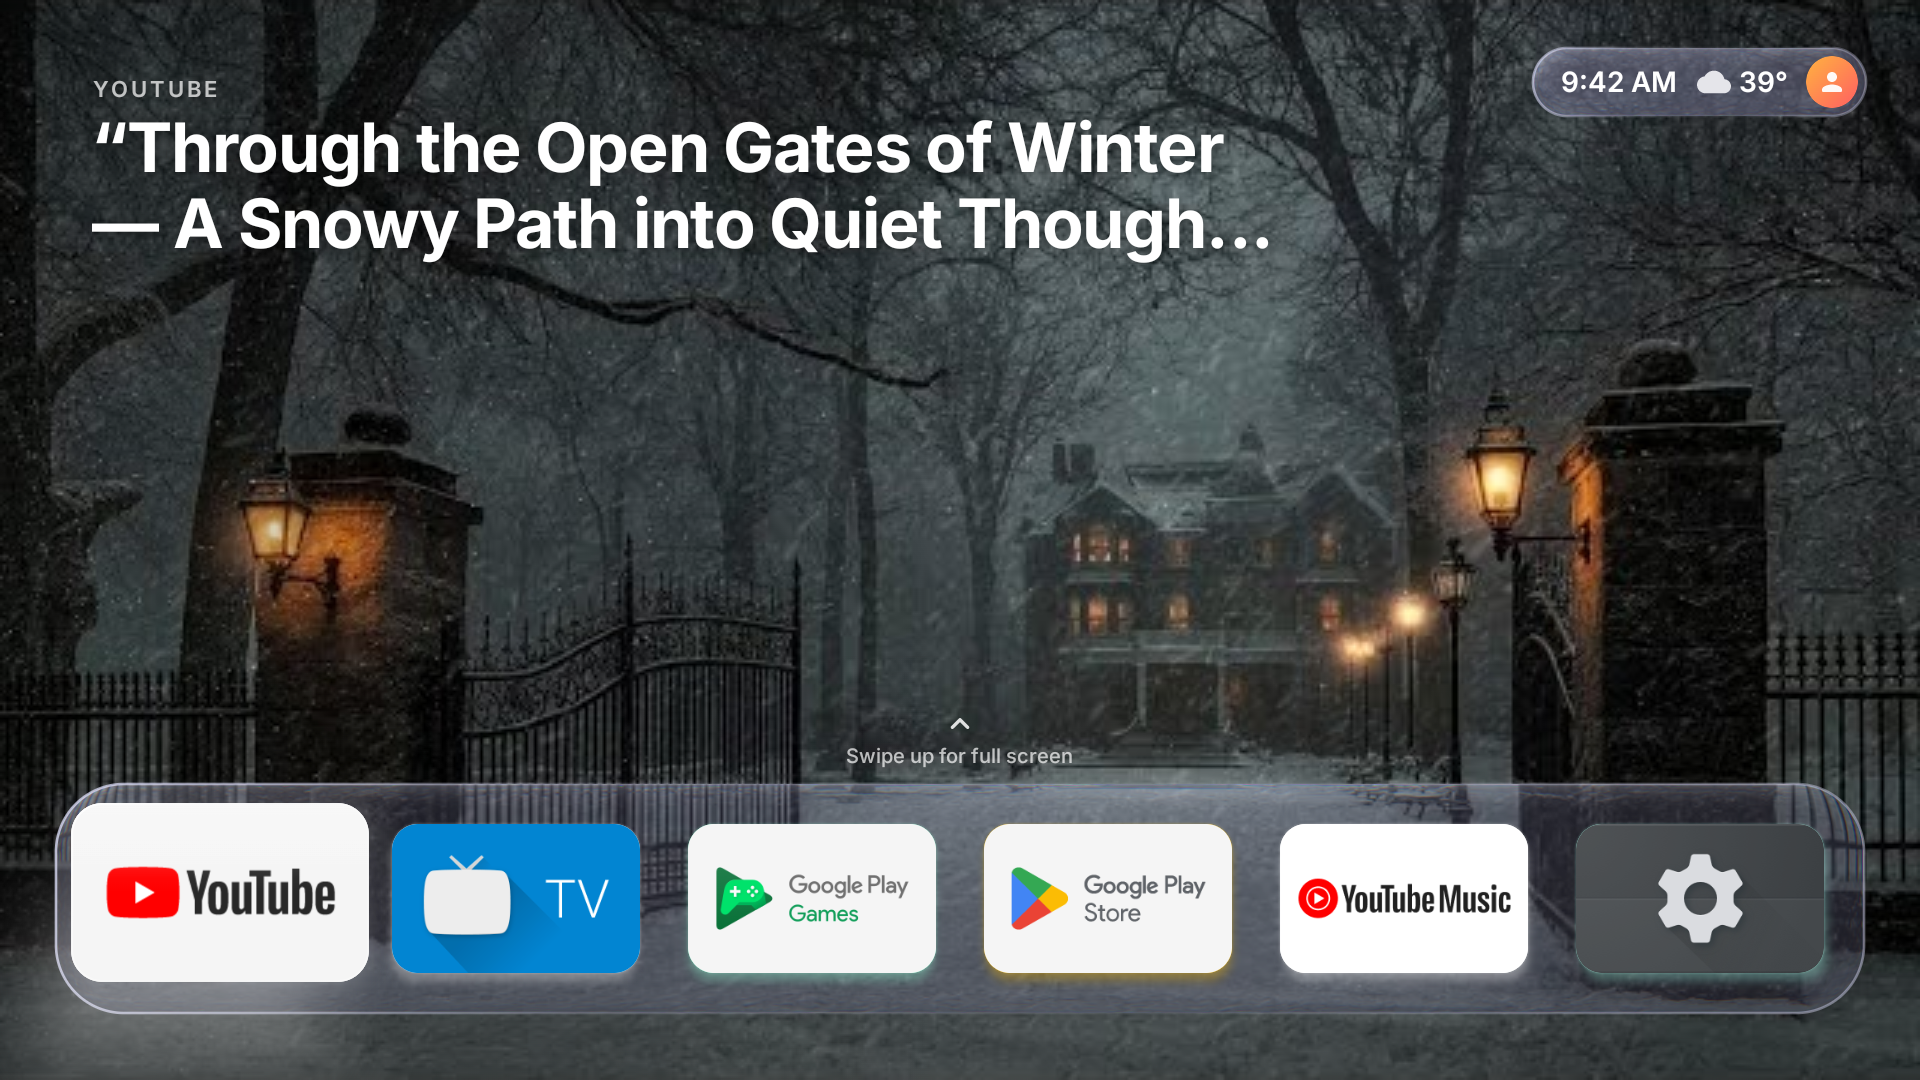 YOUTUBE
“Through the Open Gates of Winter
— A Snowy Path into Quiet Though…
9:42 AM 39°
Swipe up for full screen
YouTube
TV
Google Play
Games
Google Play
Store
YouTube Music